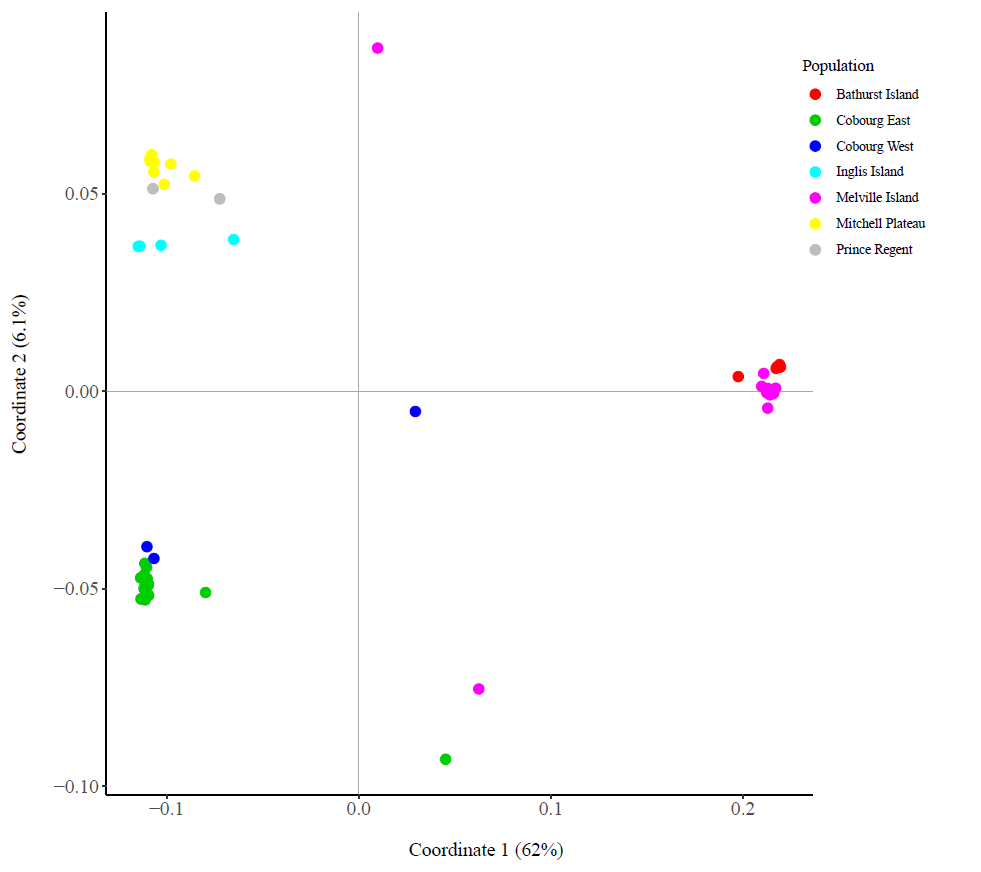 Population
Bathurst Island
Cobourg East
Cobourg West
Inglis Island
Melville Island
Mitchell Plateau
Prince Regent
0.05
0.00
−0.05
−0.10
Coordinate 2 (6.1%)
−0.1
0.0
0.1
0.2
Coordinate 1 (62%)